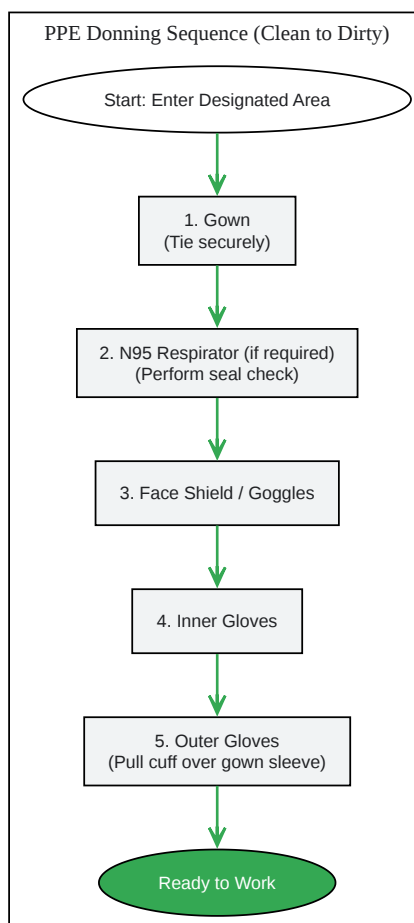 PPE Donning Sequence (Clean to Dirty)
Start: Enter Designated Area
1. Gown
(Tie securely)
2. N95 Respirator (if required)
(Perform seal check)
3. Face Shield / Goggles
4. Inner Gloves
5. Outer Gloves
(Pull cuff over gown sleeve)
Ready to Work